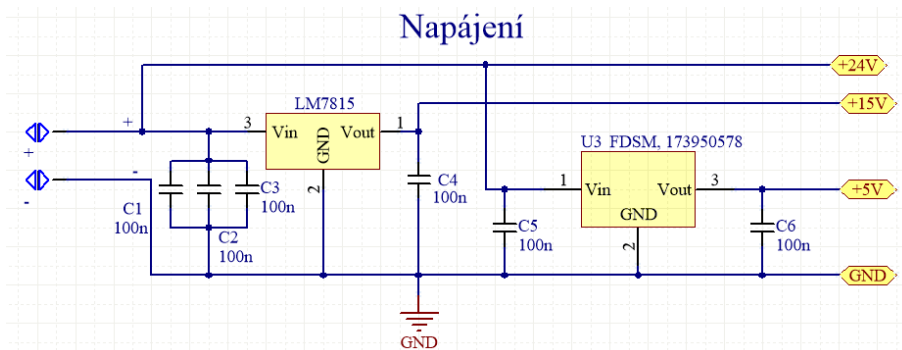 Napájení
+24V
LM7815
+15V
+
3
Vin
GND
Vout
1
+
2
U3 FDSM, 173950578
-
C3
100n
C4
100n
1
Vin
Vout
3
+5V
GND
-
C1
100n
C2
100n
C5
100n
2
C6
100n
GND
GND